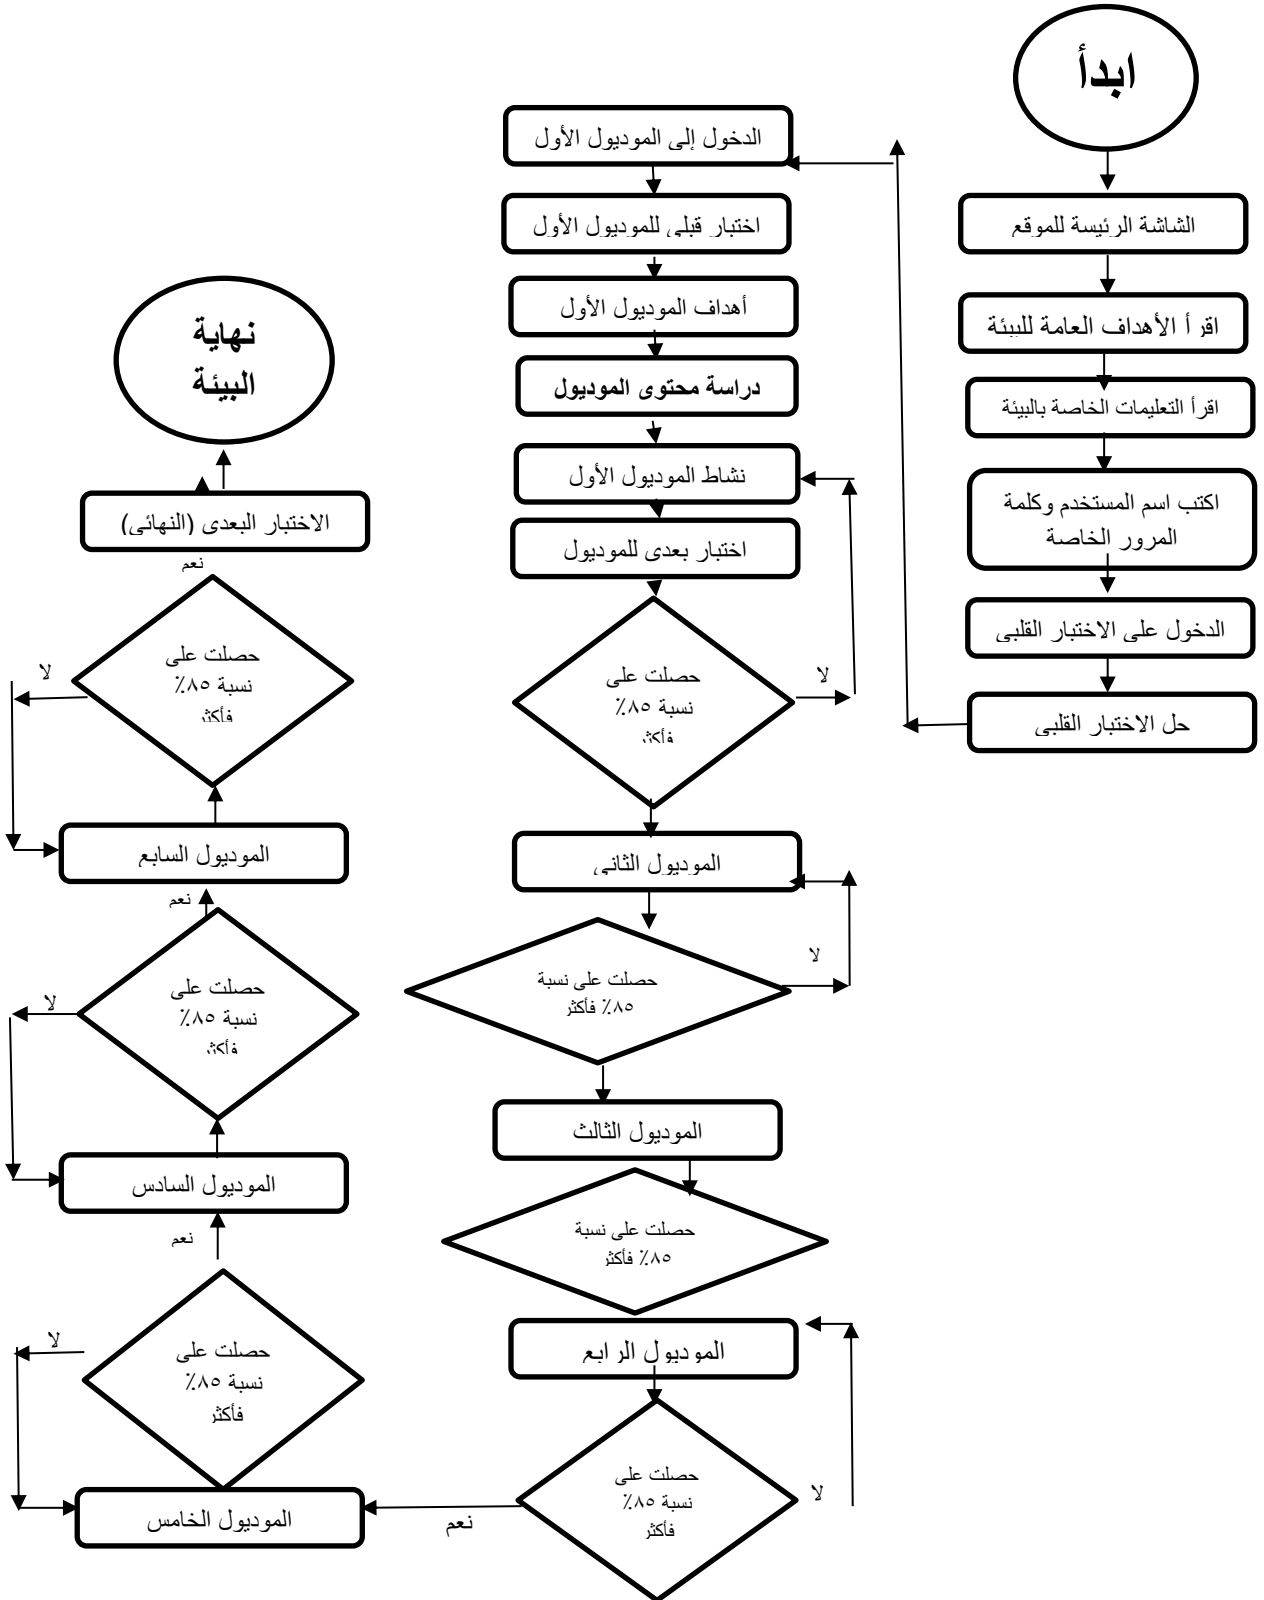 ابدأ
الشاشة الرئيسة للموقع
اقرأ الأهداف العامة للبيئة
اقرأ التعليمات الخاصة بالبيئة
اكتب اسم المستخدم وكلمة
المرور الخاصة
الدخول على الاختبار القلبى
حل الاختبار القلبى
الدخول إلى الموديول الأول
اختبار قبلى للموديول الأول
أهداف الموديول الأول
دراسة محتوى الموديول
نشاط الموديول الأول
اختبار بعدى للموديول
حصلت على
نسبة ٨٥٪
فأكثر
لا
الموديول الثانى
حصلت على نسبة
٨٥٪ فأكثر
لا
الموديول الثالث
حصلت على نسبة
٨٥٪ فأكثر
الموديول الرابع
حصلت على
نسبة ٨٥٪
فأكثر
لا
نعم
الموديول الخامس
حصلت على
نسبة ٨٥٪
فأكثر
لا
نعم
الموديول السادس
حصلت على
نسبة ٨٥٪
فأكثر
لا
نعم
الموديول السابع
حصلت على
نسبة ٨٥٪
فأكثر
لا
نعم
الاختبار البعدى (النهائى)
نهاية
البيئة